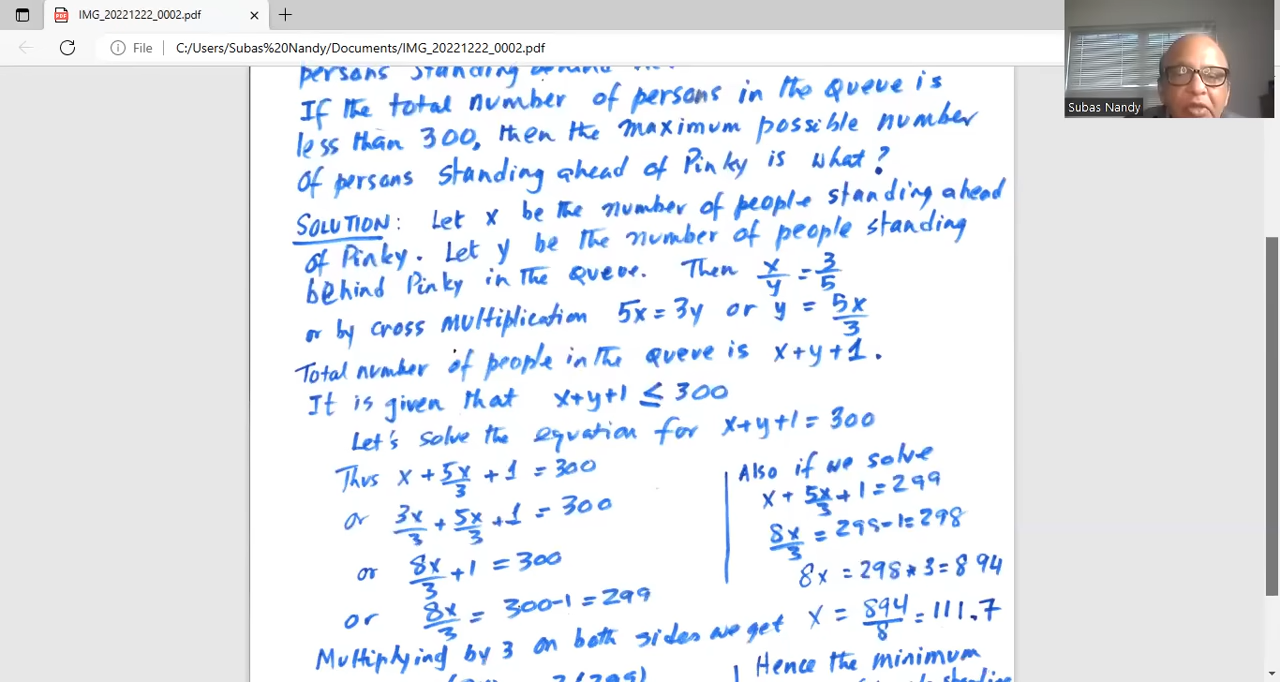 IMG_20221222_0002.pdf
File
C:/Users/Subas%20Nandy/Documents/IMG_20221222_0002.pdf
Subas Nandy
persons standing behind
If the total number of persons in the queue is
less than 300, then the maximum possible number
of persons standing ahead of Pinky is what?
SOLUTION: Let x be the number of people standing ahead
of Pinky. Let y be the number of people standing
behind Pinky in the queue. Then x/y = 3/5
or by cross multiplication 5x = 3y or y = 5x/3
Total number of people in the queue is x+y+1.
It is given that x+y+1 ≤ 300
Let's solve the equation for x+y+1 = 300
Thus x + 5x/3 + 1 = 300
or 3x/3 + 5x/3 + 1 = 300
or 8x/3 + 1 = 300
or 8x/3 = 300-1 = 299
Multiplying by 3 on both sides we get
Also if we solve
x + 5x/3 + 1 = 299
8x/3 = 299-1 = 298
8x = 298*3 = 894
x = 894/8 = 111.7
Hence the minimum